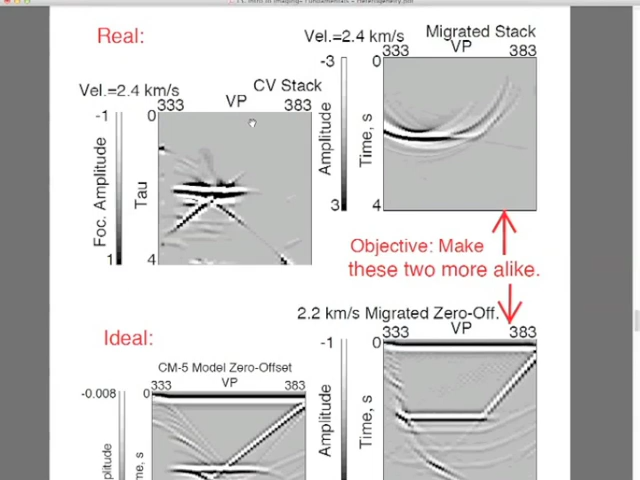 Real:
Vel.=2.4 km/s
Migrated Stack
333
VP
383
Vel.=2.4 km/s
CV Stack
333
VP
383
-3
0
-1
0
Amplitude
Time, s
Foc. Amplitude
Tau
3
4
1
4
Objective: Make
these two more alike.
2.2 km/s Migrated Zero-Off.
333
VP
383
Ideal:
-1
0
CM-5 Model Zero-Offset
333
VP
383
-0.008
0
Amplitude
Time, s